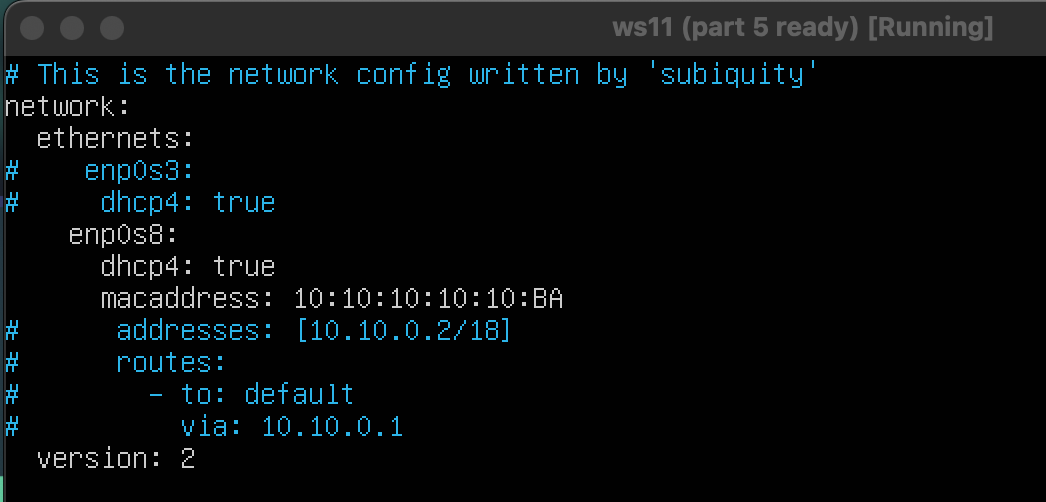 ws11 (part 5 ready) [Running]
# This is the network config written by 'subiquity'
network:
  ethernets:
#    enp0s3:
#     dhcp4: true
    enp0s8:
      dhcp4: true
      macaddress: 10:10:10:10:10:BA
#      addresses: [10.10.0.2/18]
#      routes:
#        - to: default
#          via: 10.10.0.1
  version: 2